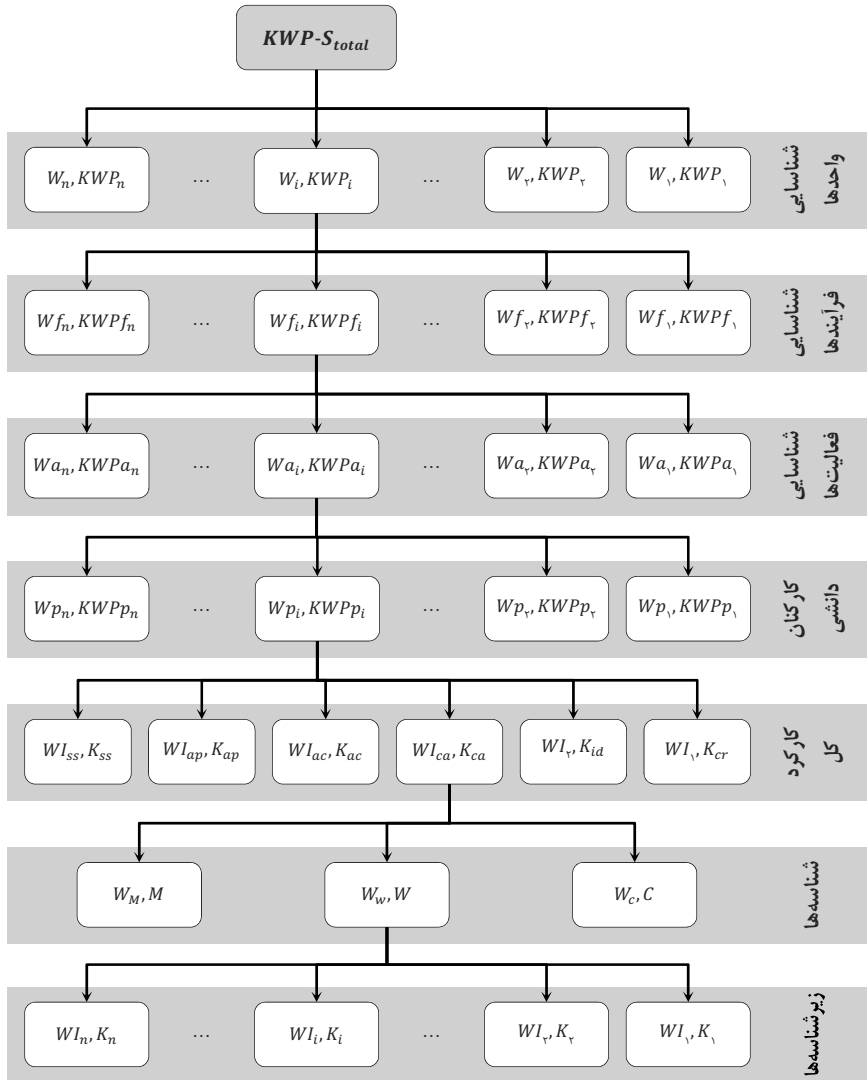 KWP-S_total
W_n, KWP_n ... W_i, KWP_i ... W_۲, KWP_۲ W_۱, KWP_۱
شناسایی
واحدها
Wf_n, KWPf_n ... Wf_i, KWPf_i ... Wf_۲, KWPf_۲ Wf_۱, KWPf_۱
شناسایی
فرآیندها
Wa_n, KWPa_n ... Wa_i, KWPa_i ... Wa_۲, KWPa_۲ Wa_۱, KWPa_۱
شناسایی
فعالیت‌ها
Wp_n, KWPp_n ... Wp_i, KWPp_i ... Wp_۲, KWPp_۲ Wp_۱, KWPp_۱
کارکنان
دانشی
WI_ss, K_ss WI_ap, K_ap WI_ac, K_ac WI_ca, K_ca WI_۲, K_id WI_۱, K_cr
کارکرد
کل
W_M, M W_w, W W_c, C
شناسه‌ها
WI_n, K_n ... WI_i, K_i ... WI_۲, K_۲ WI_۱, K_۱
زیرشناسه‌ها